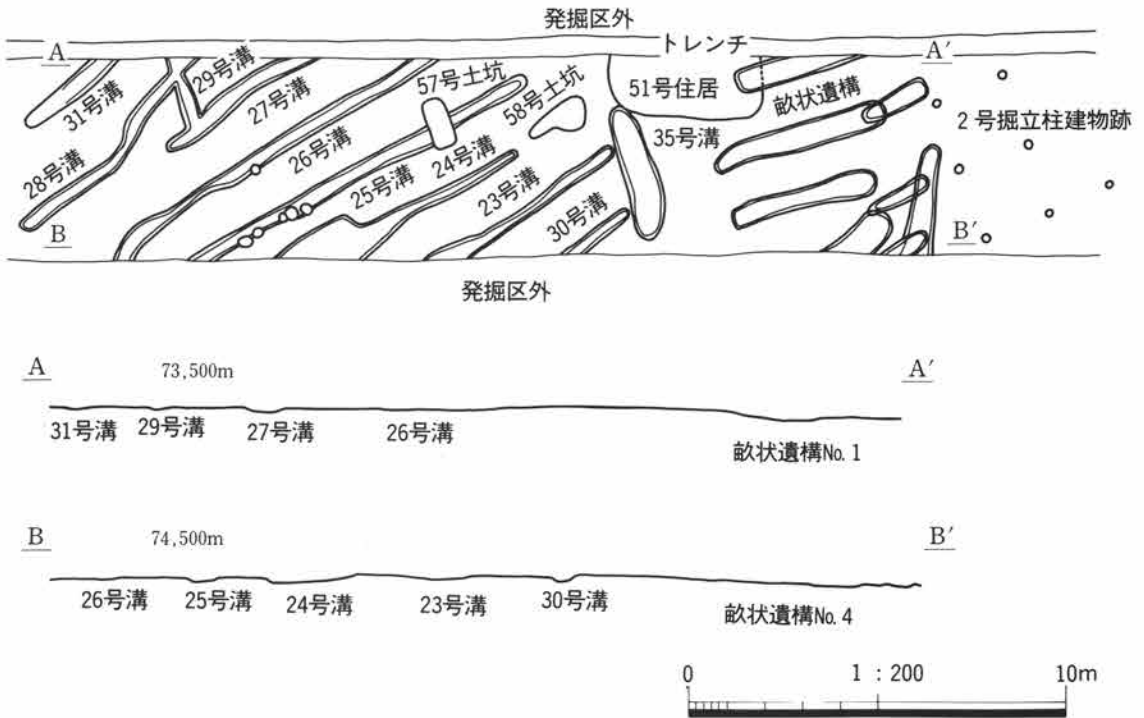 発掘区外
トレンチ
A
A′
31号溝
29号溝
27号溝
28号溝
26号溝
57号土坑
58号土坑
51号住居
畝状遺構
35号溝
2号掘立柱建物跡
25号溝
24号溝
23号溝
30号溝
B
B′
発掘区外
A
73,500m
A′
31号溝
29号溝
27号溝
26号溝
畝状遺構No. 1
B
74,500m
B′
26号溝
25号溝
24号溝
23号溝
30号溝
畝状遺構No. 4
0
1 : 200
10m